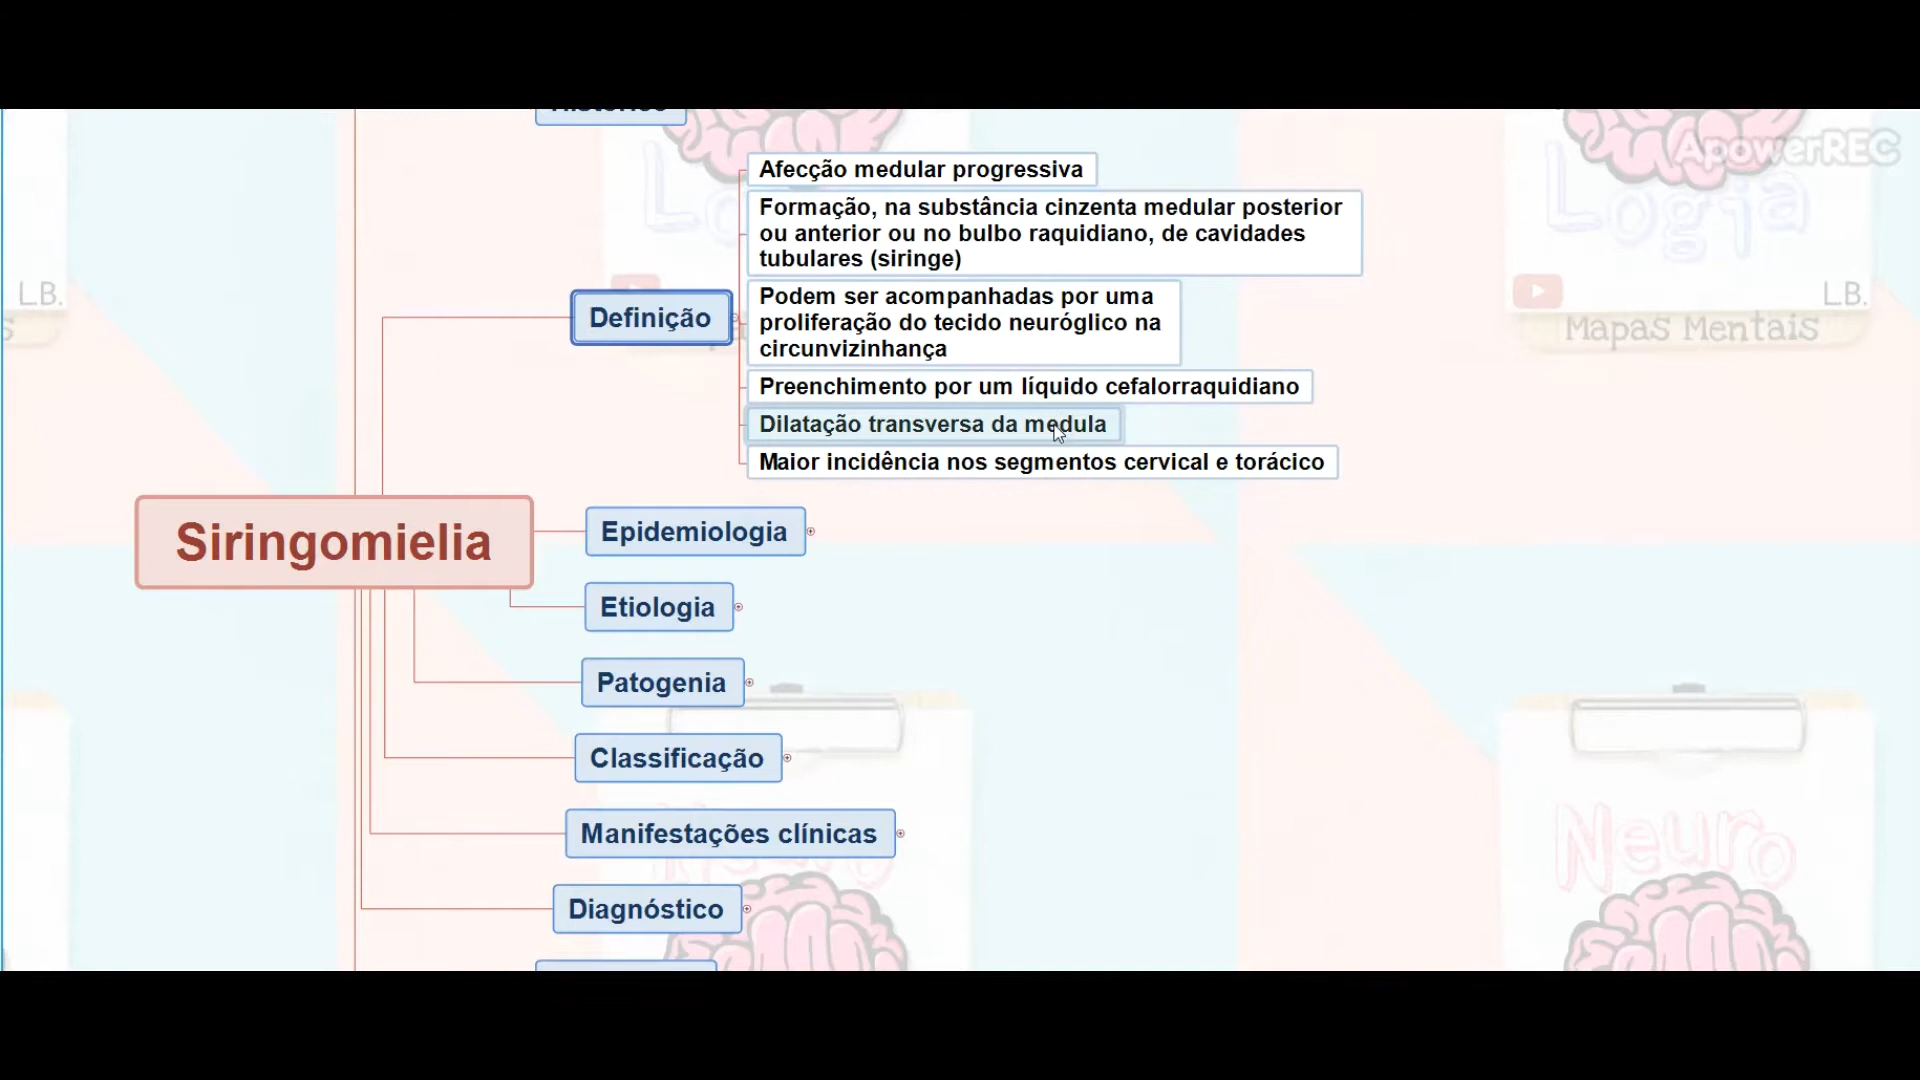 Histórico
ApowerREC
Afecção medular progressiva
Formação, na substância cinzenta medular posterior
ou anterior ou no bulbo raquidiano, de cavidades
tubulares (siringe)
Logia
L.B.
L.B.
Definição
Podem ser acompanhadas por uma
proliferação do tecido neuróglico na
circunvizinhança
Mapas Mentais
Preenchimento por um líquido cefalorraquidiano
Dilatação transversa da medula
Maior incidência nos segmentos cervical e torácico
Siringomielia
Epidemiologia
Etiologia
Patogenia
Classificação
Manifestações clínicas
Neuro
Diagnóstico